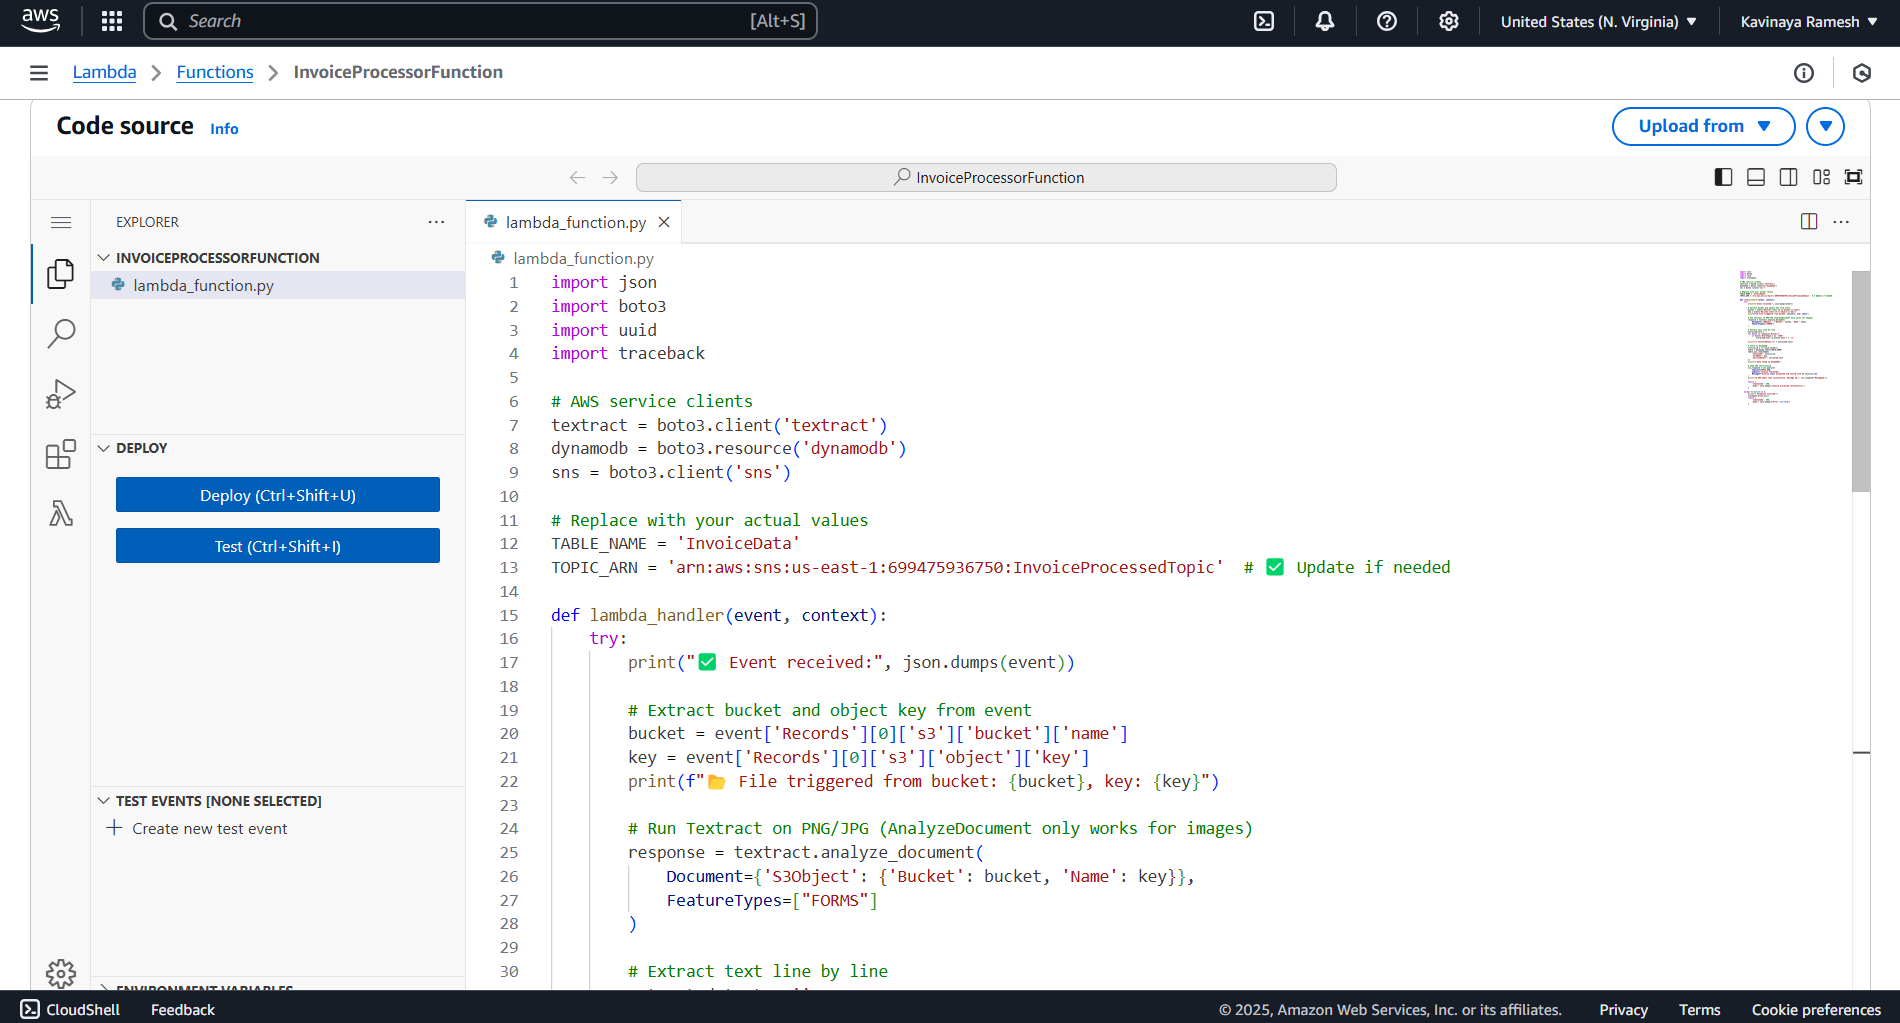 aws
Search [Alt+S]
United States (N. Virginia) ▼
Kavinaya Ramesh ▼
Lambda > Functions > InvoiceProcessorFunction
Code source Info
Upload from ▼
InvoiceProcessorFunction
EXPLORER
lambda_function.py
INVOICEPROCESSORFUNCTION
lambda_function.py
DEPLOY
Deploy (Ctrl+Shift+U)
Test (Ctrl+Shift+I)
TEST EVENTS [NONE SELECTED]
Create new test event
ENVIRONMENT VARIABLES
lambda_function.py
1 import json
2 import boto3
3 import uuid
4 import traceback
5
6 # AWS service clients
7 textract = boto3.client('textract')
8 dynamodb = boto3.resource('dynamodb')
9 sns = boto3.client('sns')
10
11 # Replace with your actual values
12 TABLE_NAME = 'InvoiceData'
13 TOPIC_ARN = 'arn:aws:sns:us-east-1:699475936750:InvoiceProcessedTopic'  # ✅ Update if needed
14
15 def lambda_handler(event, context):
16     try:
17         print("✅ Event received:", json.dumps(event))
18
19         # Extract bucket and object key from event
20         bucket = event['Records'][0]['s3']['bucket']['name']
21         key = event['Records'][0]['s3']['object']['key']
22         print(f"📂 File triggered from bucket: {bucket}, key: {key}")
23
24         # Run Textract on PNG/JPG (AnalyzeDocument only works for images)
25         response = textract.analyze_document(
26             Document={'S3Object': {'Bucket': bucket, 'Name': key}},
27             FeatureTypes=["FORMS"]
28         )
29
30         # Extract text line by line
CloudShell
Feedback
© 2025, Amazon Web Services, Inc. or its affiliates.
Privacy
Terms
Cookie preferences